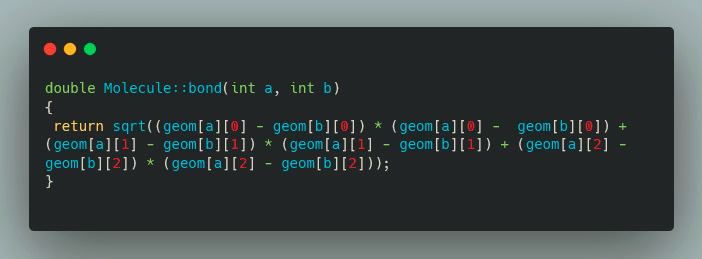 double Molecule::bond(int a, int b)
{
 return sqrt((geom[a][0] - geom[b][0]) * (geom[a][0] -  geom[b][0]) +
(geom[a][1] - geom[b][1]) * (geom[a][1] - geom[b][1]) + (geom[a][2] -
geom[b][2]) * (geom[a][2] - geom[b][2]));
}